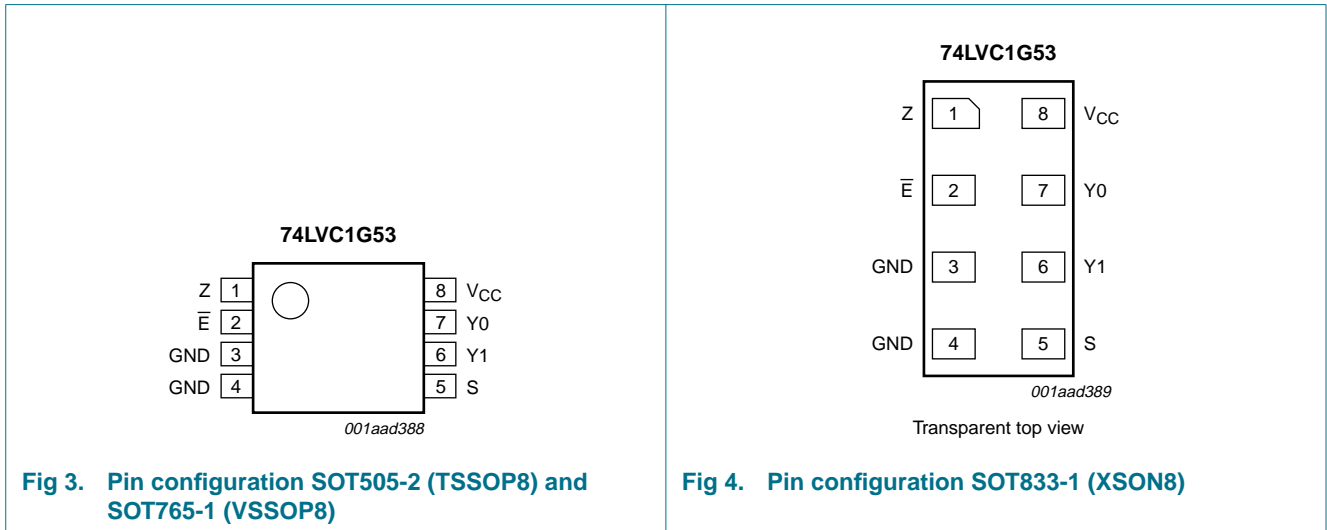 74LVC1G53
Z 1 8 VCC
E̅ 2 7 Y0
GND 3 6 Y1
GND 4 5 S
001aad388
Fig 3. Pin configuration SOT505-2 (TSSOP8) and
SOT765-1 (VSSOP8)
74LVC1G53
Z 1 8 VCC
E̅ 2 7 Y0
GND 3 6 Y1
GND 4 5 S
001aad389
Transparent top view
Fig 4. Pin configuration SOT833-1 (XSON8)